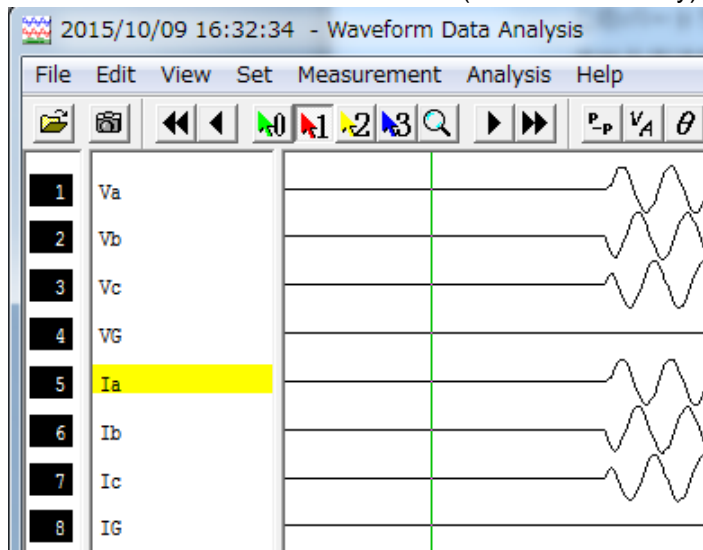 2015/10/09 16:32:34 - Waveform Data Analysis
File Edit View Set Measurement Analysis Help
0 1 2 3 P-P V/A θ
1 Va
2 Vb
3 Vc
4 VG
5 Ia
6 Ib
7 Ic
8 IG